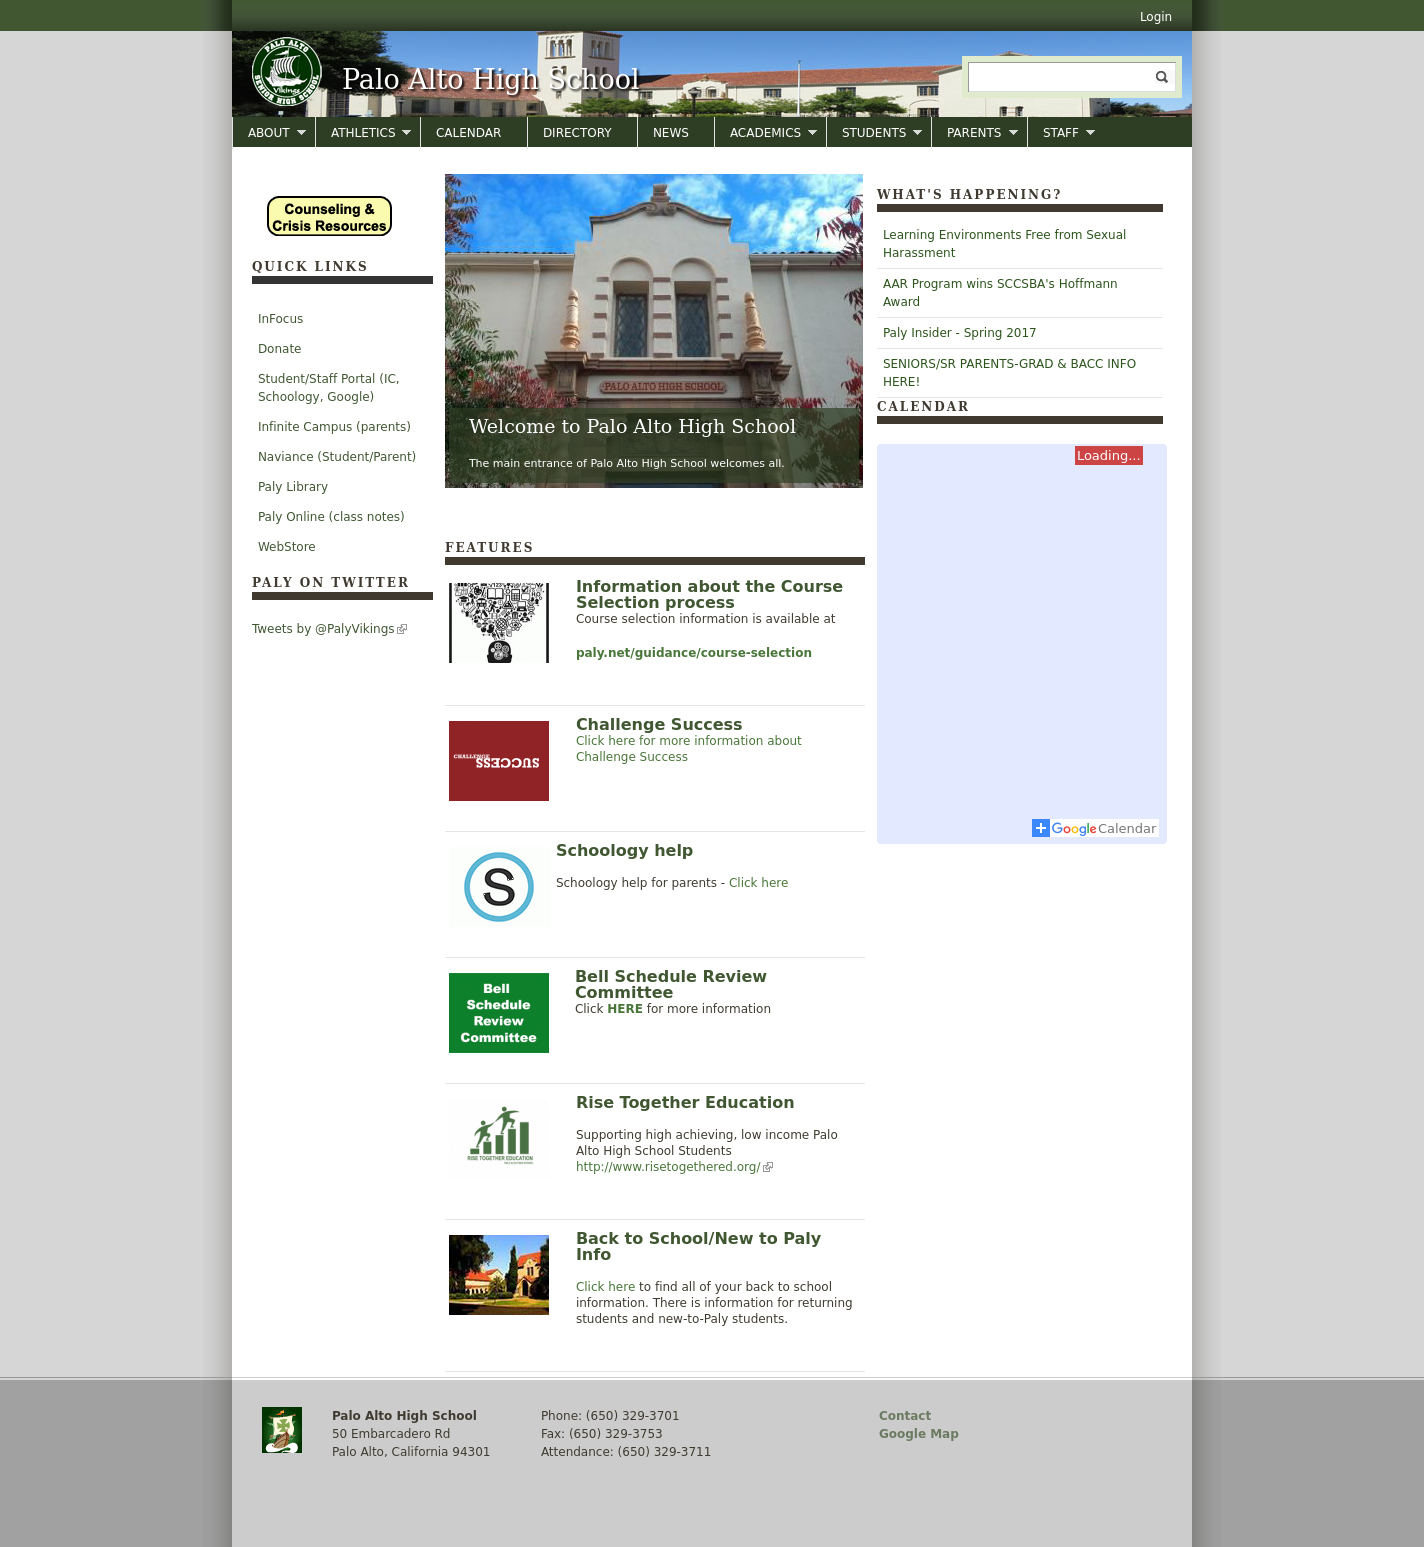 Login
PALO ALTO
Vikings
SENIOR HIGH SCHOOL
Palo Alto High School
ABOUT
ATHLETICS
CALENDAR
DIRECTORY
NEWS
ACADEMICS
STUDENTS
PARENTS
STAFF
Counseling &
Crisis Resources
QUICK LINKS
InFocus
Donate
Student/Staff Portal (IC,
Schoology, Google)
Infinite Campus (parents)
Naviance (Student/Parent)
Paly Library
Paly Online (class notes)
WebStore
PALY ON TWITTER
Tweets by @PalyVikings
PALO ALTO HIGH SCHOOL
Welcome to Palo Alto High School
The main entrance of Palo Alto High School welcomes all.
FEATURES
Information about the Course
Selection process
Course selection information is available at
paly.net/guidance/course-selection
CHALLENGE
SUCCESS
Challenge Success
Click here for more information about
Challenge Success
S
Schoology help
Schoology help for parents - Click here
Bell
Schedule
Review
Committee
Bell Schedule Review
Committee
Click HERE for more information
RISE TOGETHER EDUCATION
Rise Together Education
Supporting high achieving, low income Palo
Alto High School Students
http://www.risetogethered.org/
Back to School/New to Paly
Info
Click here to find all of your back to school
information. There is information for returning
students and new-to-Paly students.
WHAT'S HAPPENING?
Learning Environments Free from Sexual
Harassment
AAR Program wins SCCSBA's Hoffmann
Award
Paly Insider - Spring 2017
SENIORS/SR PARENTS-GRAD & BACC INFO
HERE!
CALENDAR
Loading...
Google Calendar
Palo Alto High School
50 Embarcadero Rd
Palo Alto, California 94301
Phone: (650) 329-3701
Fax: (650) 329-3753
Attendance: (650) 329-3711
Contact
Google Map